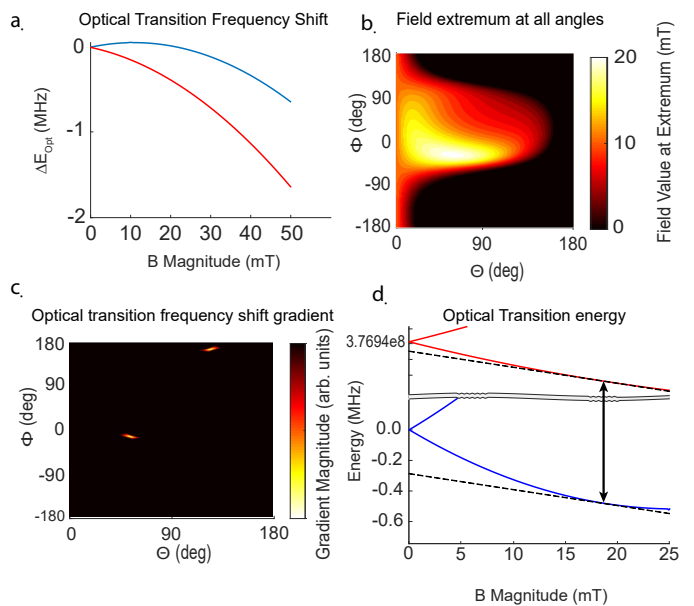 a.
Optical Transition Frequency Shift
0
-1
-2
ΔE_Opt (MHz)
0 10 20 30 40 50
B Magnitude (mT)
b.
Field extremum at all angles
180
90
0
-90
-180
Φ (deg)
0 90 180
Θ (deg)
20
10
0
Field Value at Extremum (mT)
c.
Optical transition frequency shift gradient
180
90
0
-90
-180
Φ (deg)
0 90 180
Θ (deg)
Gradient Magnitude (arb. units)
d.
Optical Transition energy
3.7694e8
0.0
-0.2
-0.4
-0.6
Energy (MHz)
0 5 10 15 20 25
B Magnitude (mT)